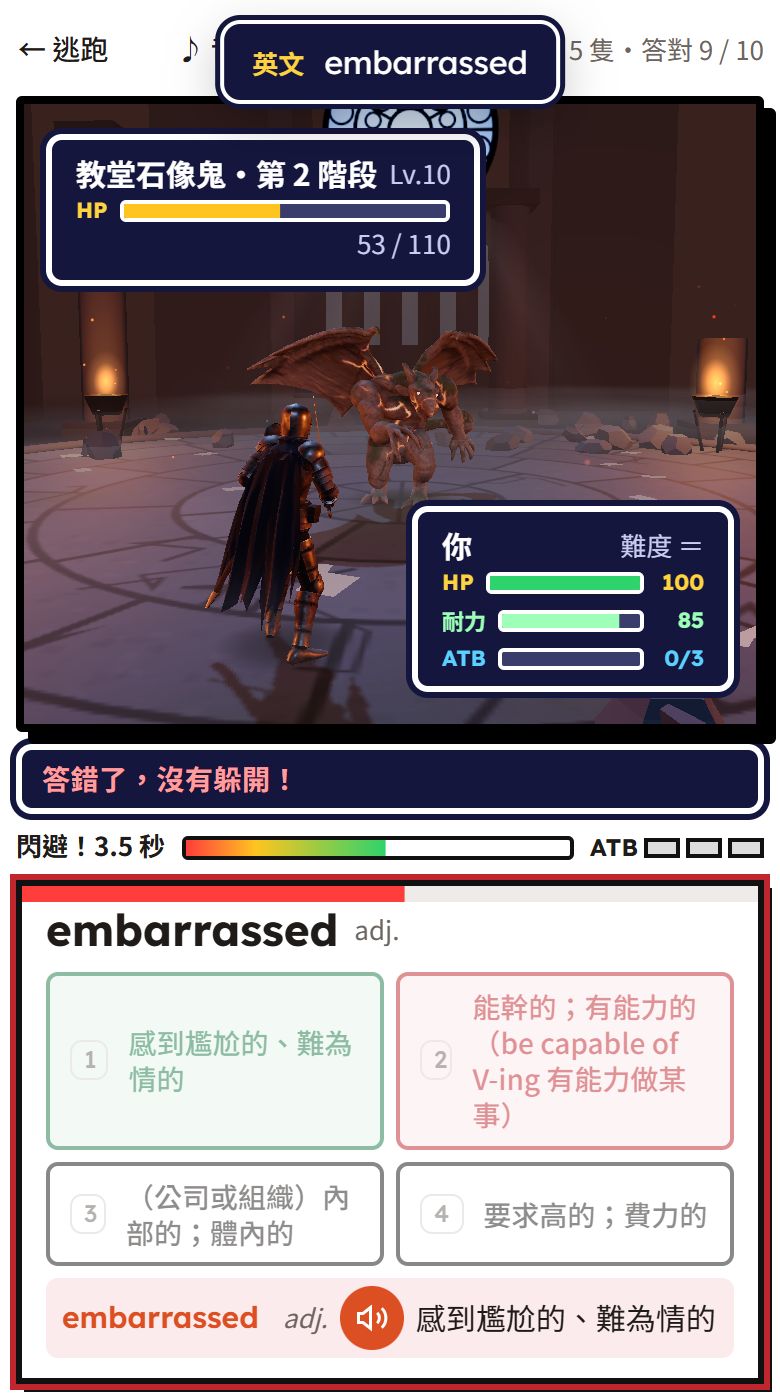 ← 逃跑
♪
英文 embarrassed
5 隻・答對 9 / 10
教堂石像鬼・第 2 階段 Lv.10
HP
53 / 110
你 難度 ＝
HP 100
耐力 85
ATB 0/3
答錯了，沒有躲開！
閃避！3.5 秒 ATB
embarrassed adj.
1 感到尷尬的、難為
情的
2 能幹的；有能力的
（be capable of
V-ing 有能力做某
事）
3 （公司或組織）內
部的；體內的
4 要求高的；費力的
embarrassed adj. 感到尷尬的、難為情的